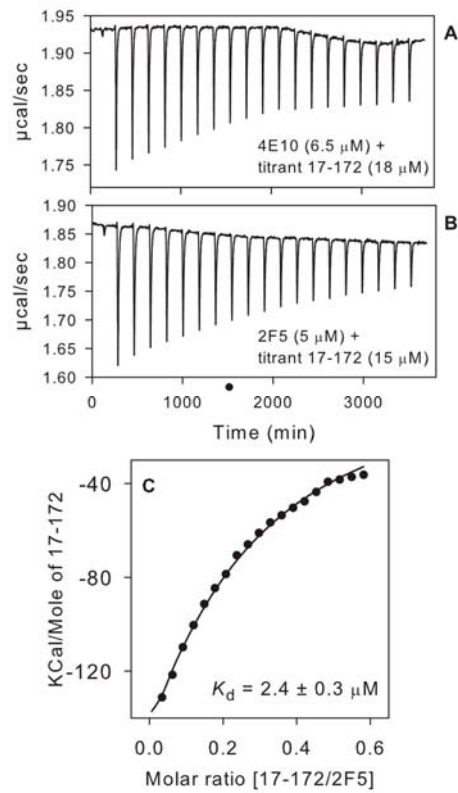 1.95
1.90
1.85
1.80
1.75
µcal/sec
A
4E10 (6.5 µM) +
titrant 17-172 (18 µM)
1.90
1.85
1.80
1.75
1.70
1.65
1.60
µcal/sec
B
2F5 (5 µM) +
titrant 17-172 (15 µM)
0 1000 2000 3000
Time (min)
C
-40
-80
-120
KCal/Mole of 17-172
Kd = 2.4 ± 0.3 µM
0.0 0.2 0.4 0.6
Molar ratio [17-172/2F5]